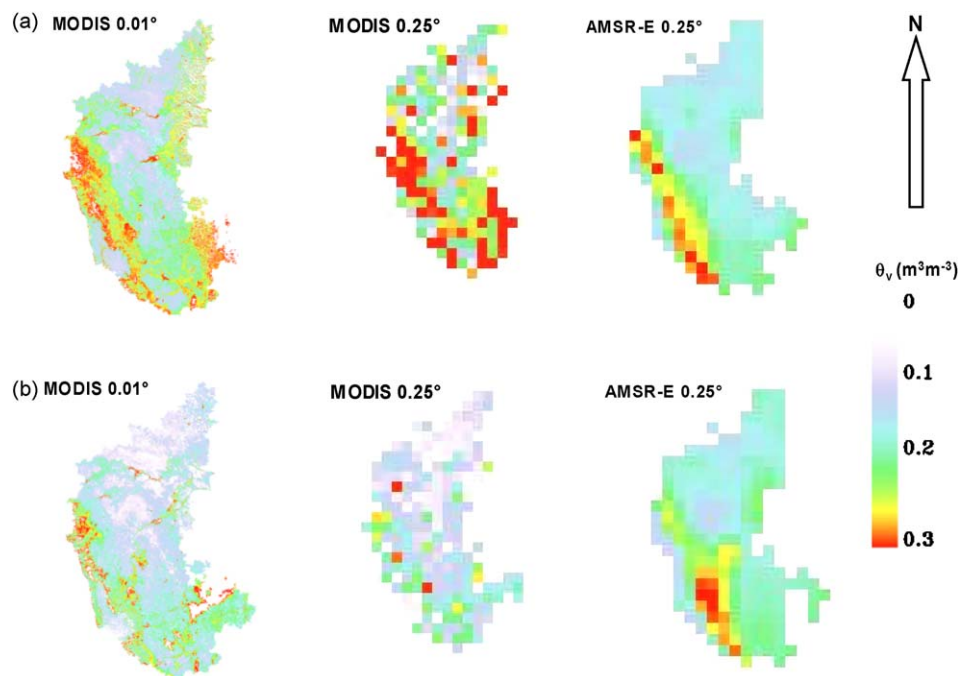 (a) MODIS 0.01°
MODIS 0.25°
AMSR-E 0.25°
N
θv (m³m⁻³)
0
0.1
0.2
0.3
(b) MODIS 0.01°
MODIS 0.25°
AMSR-E 0.25°